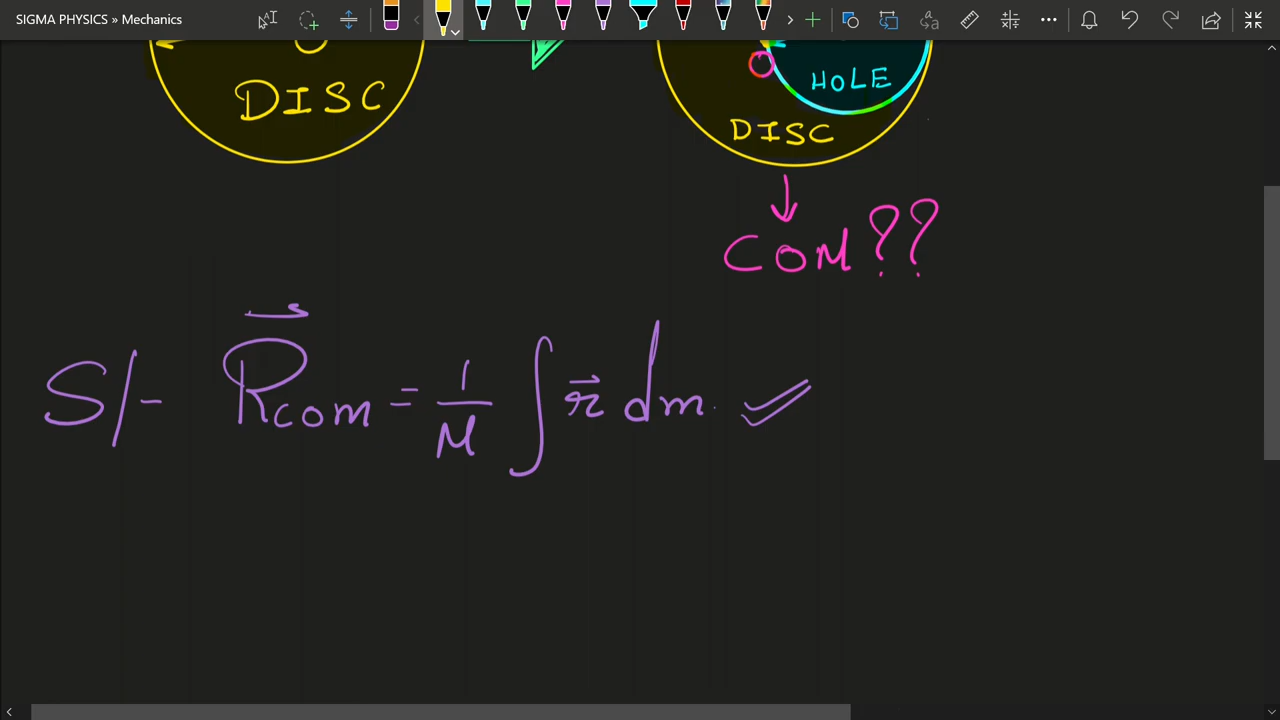 SIGMA PHYSICS » Mechanics
DISC
HOLE
DISC
COM??
S/- R⃗com = 1/M ∫ r⃗ dm.